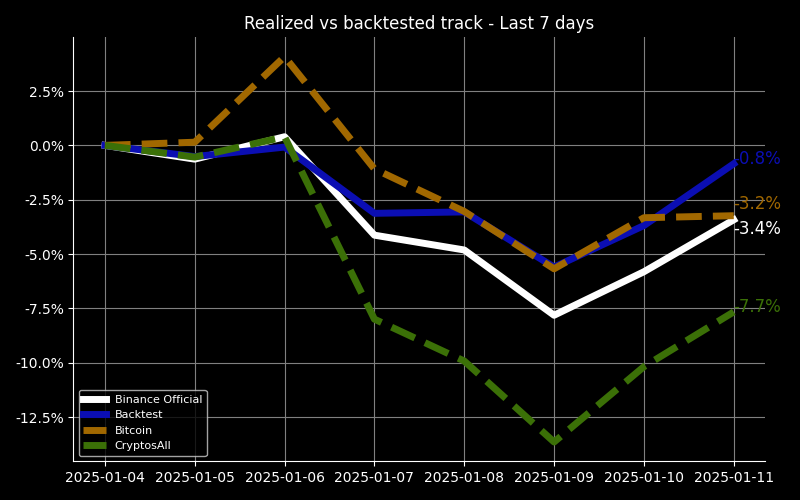 Realized vs backtested track - Last 7 days
2.5%
0.0%
-2.5%
-5.0%
-7.5%
-10.0%
-12.5%
-0.8%
-3.2%
-3.4%
-7.7%
Binance Official
Backtest
Bitcoin
CryptosAll
2025-01-04 2025-01-05 2025-01-06 2025-01-07 2025-01-08 2025-01-09 2025-01-10 2025-01-11